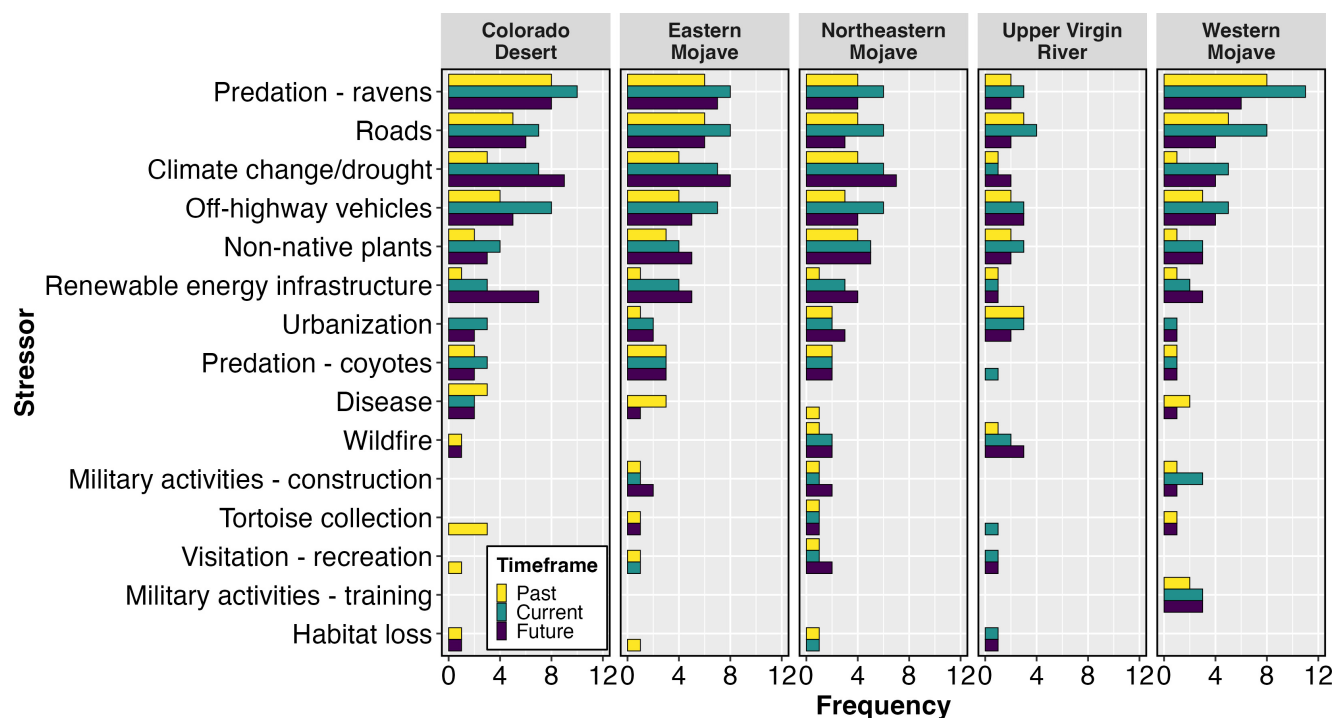 Colorado
Desert
Eastern
Mojave
Northeastern
Mojave
Upper Virgin
River
Western
Mojave
Stressor
Predation - ravens
Roads
Climate change/drought
Off-highway vehicles
Non-native plants
Renewable energy infrastructure
Urbanization
Predation - coyotes
Disease
Wildfire
Military activities - construction
Tortoise collection
Visitation - recreation
Military activities - training
Habitat loss
Timeframe
Past
Current
Future
0 4 8 12 0 4 8 12 0 4 8 12 0 4 8 12 0 4 8 12
Frequency